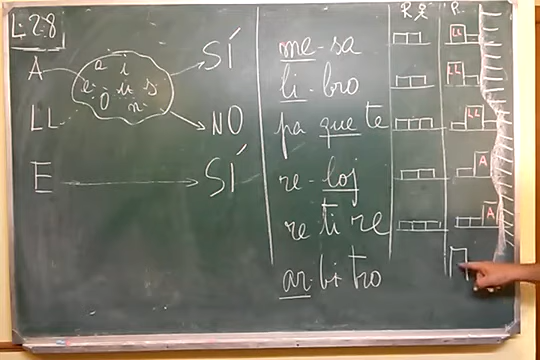 L.2.8
A
LL
E
a i
e u s
o n
SÍ
NO
SÍ
me-sa
li-bro
pa que te
re-loj
re ti re
ar bi tro
LL
LL
LL
A
A